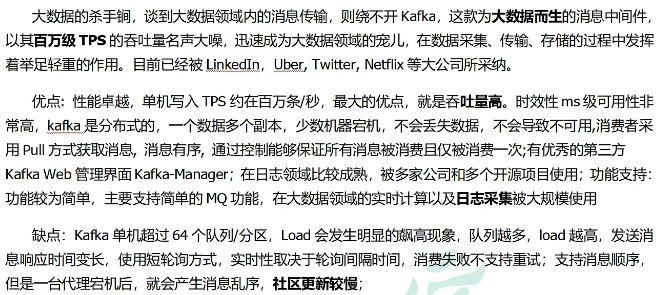 大数据的杀手锏，谈到大数据领域内的消息传输，则绕不开 Kafka，这款为大数据而生的消息中间件，
以其百万级 TPS 的吞吐量名声大噪，迅速成为大数据领域的宠儿，在数据采集、传输、存储的过程中发挥
着举足轻重的作用。目前已经被 LinkedIn，Uber, Twitter, Netflix 等大公司所采纳。
优点: 性能卓越，单机写入 TPS 约在百万条/秒，最大的优点，就是吞吐量高。时效性 ms 级可用性非
常高，kafka 是分布式的，一个数据多个副本，少数机器宕机，不会丢失数据，不会导致不可用,消费者采
用 Pull 方式获取消息, 消息有序, 通过控制能够保证所有消息被消费且仅被消费一次;有优秀的第三方
Kafka Web 管理界面 Kafka-Manager；在日志领域比较成熟，被多家公司和多个开源项目使用；功能支持：
功能较为简单，主要支持简单的 MQ 功能，在大数据领域的实时计算以及日志采集被大规模使用
缺点：Kafka 单机超过 64 个队列/分区，Load 会发生明显的飙高现象，队列越多，load 越高，发送消
息响应时间变长，使用短轮询方式，实时性取决于轮询间隔时间，消费失败不支持重试；支持消息顺序，
但是一台代理宕机后，就会产生消息乱序，社区更新较慢；